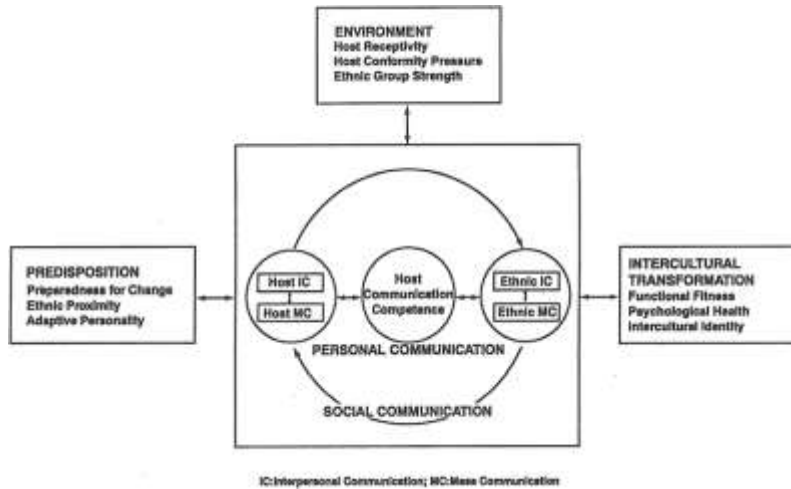 ENVIRONMENT
Host Receptivity
Host Conformity Pressure
Ethnic Group Strength
PREDISPOSITION
Preparedness for Change
Ethnic Proximity
Adaptive Personality
Host IC
Host MC
Host
Communication
Competence
Ethnic IC
Ethnic MC
PERSONAL COMMUNICATION
SOCIAL COMMUNICATION
INTERCULTURAL
TRANSFORMATION
Functional Fitness
Psychological Health
Intercultural Identity
IC:Interpersonal Communication; MC:Mass Communication